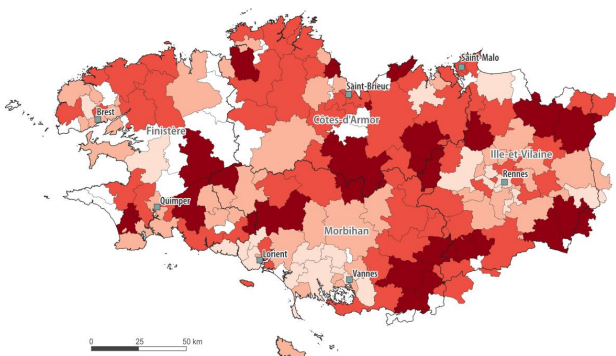 Saint-Malo
Saint-Brieuc
Brest
Côtes-d'Armor
Finistère
Ille-et-Vilaine
Rennes
Quimper
Morbihan
Lorient
Vannes
0 25 50 km